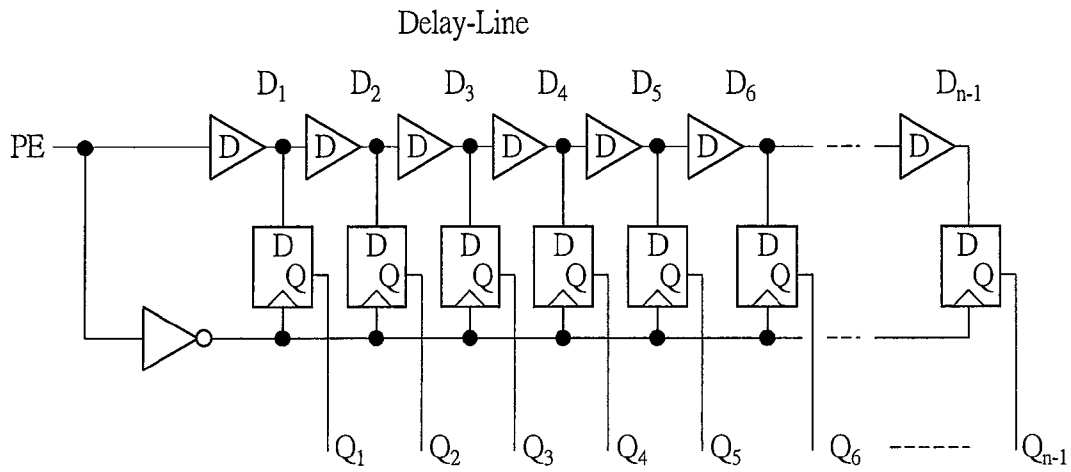 Delay-Line
D1 D2 D3 D4 D5 D6 Dn-1
PE D D D D D D D
D D D D D D D
Q Q Q Q Q Q Q
Q1 Q2 Q3 Q4 Q5 Q6 Qn-1